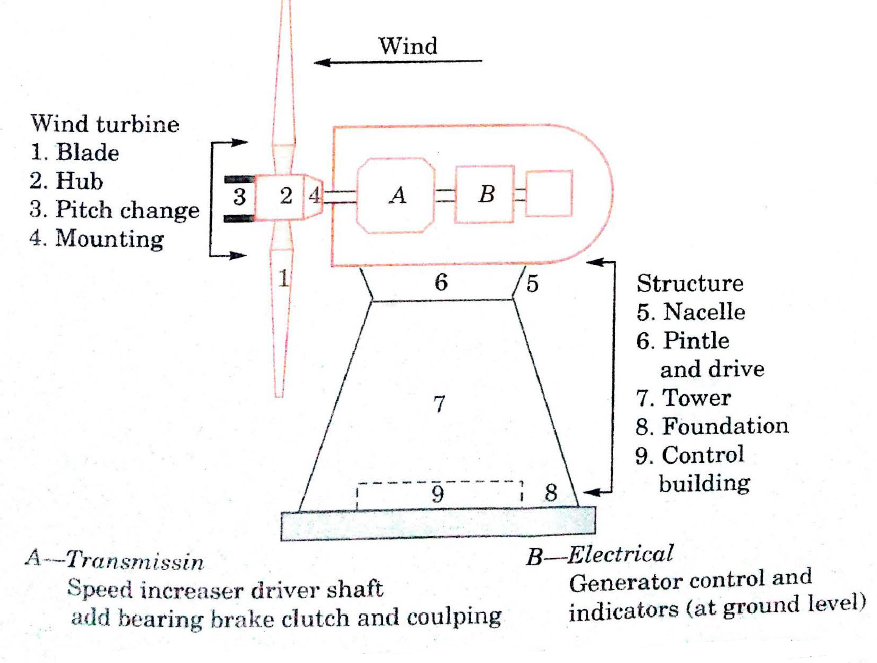 Wind
Wind turbine
1. Blade
2. Hub
3. Pitch change
4. Mounting
3
2
4
A
B
1
6
5
7
9
8
Structure
5. Nacelle
6. Pintle
and drive
7. Tower
8. Foundation
9. Control
building
A—Transmissin
Speed increaser driver shaft
add bearing brake clutch and coulping
B—Electrical
Generator control and
indicators (at ground level)